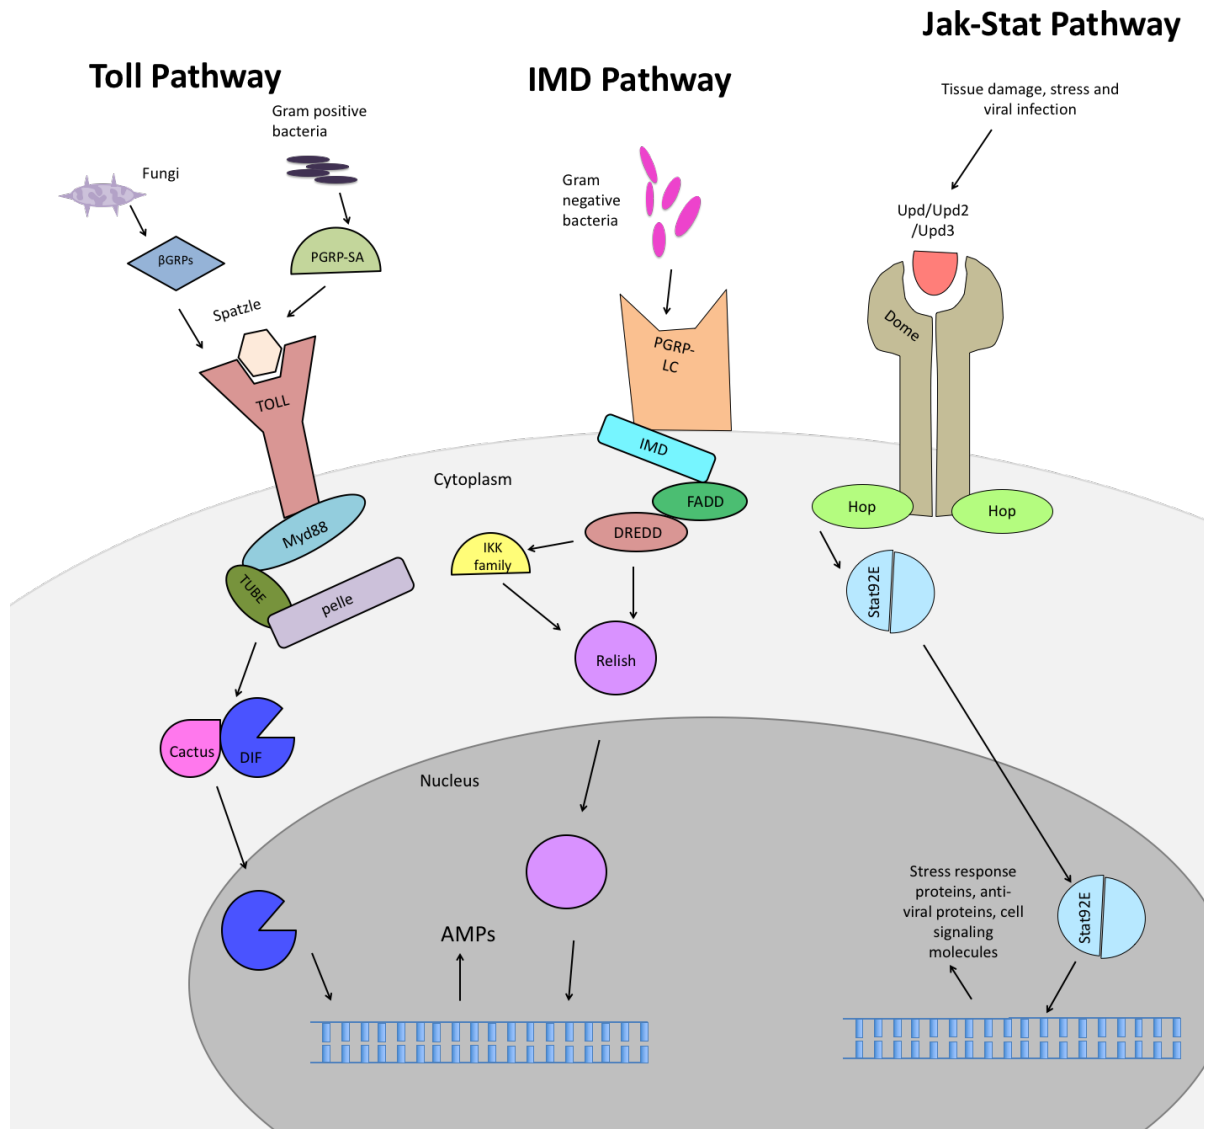 Jak-Stat Pathway
Toll Pathway
IMD Pathway
Tissue damage, stress and
viral infection
Gram positive
bacteria
Fungi
Gram
negative
bacteria
Upd/Upd2
/Upd3
βGRPs
PGRP-SA
Spatzle
Dome
PGRP-
LC
TOLL
IMD
Cytoplasm
FADD
Hop
Hop
Myd88
DREDD
IKK
family
TUBE
pelle
Stat92E
Relish
Cactus
DIF
Nucleus
Stress response
proteins, anti-
viral proteins, cell
signaling
molecules
Stat92E
AMPs